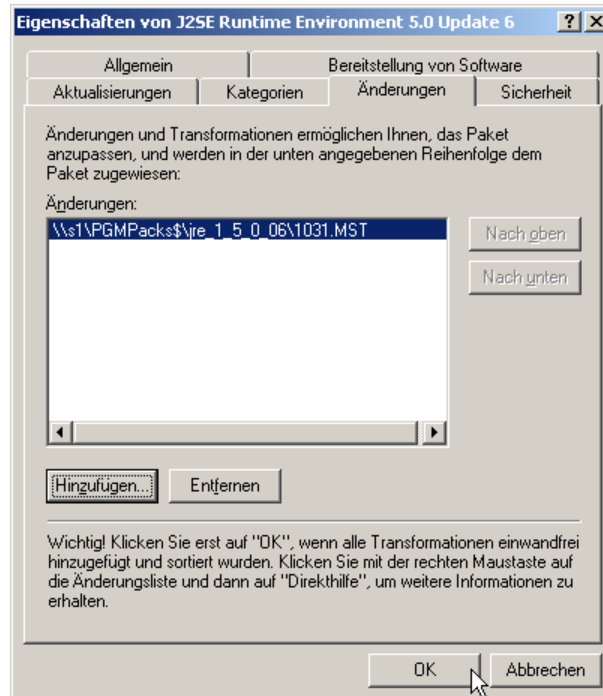 Eigenschaften von J2SE Runtime Environment 5.0 Update 6
Allgemein
Bereitstellung von Software
Aktualisierungen
Kategorien
Änderungen
Sicherheit
Änderungen und Transformationen ermöglichen Ihnen, das Paket
anzupassen, und werden in der unten angegebenen Reihenfolge dem
Paket zugewiesen:
Änderungen:
\\s1\PGMPacks$\jre_1_5_0_06\1031.MST
Nach oben
Nach unten
Hinzufügen...
Entfernen
Wichtig! Klicken Sie erst auf "OK", wenn alle Transformationen einwandfrei
hinzugefügt und sortiert wurden. Klicken Sie mit der rechten Maustaste auf
die Änderungsliste und dann auf "Direkthilfe", um weitere Informationen zu
erhalten.
OK
Abbrechen